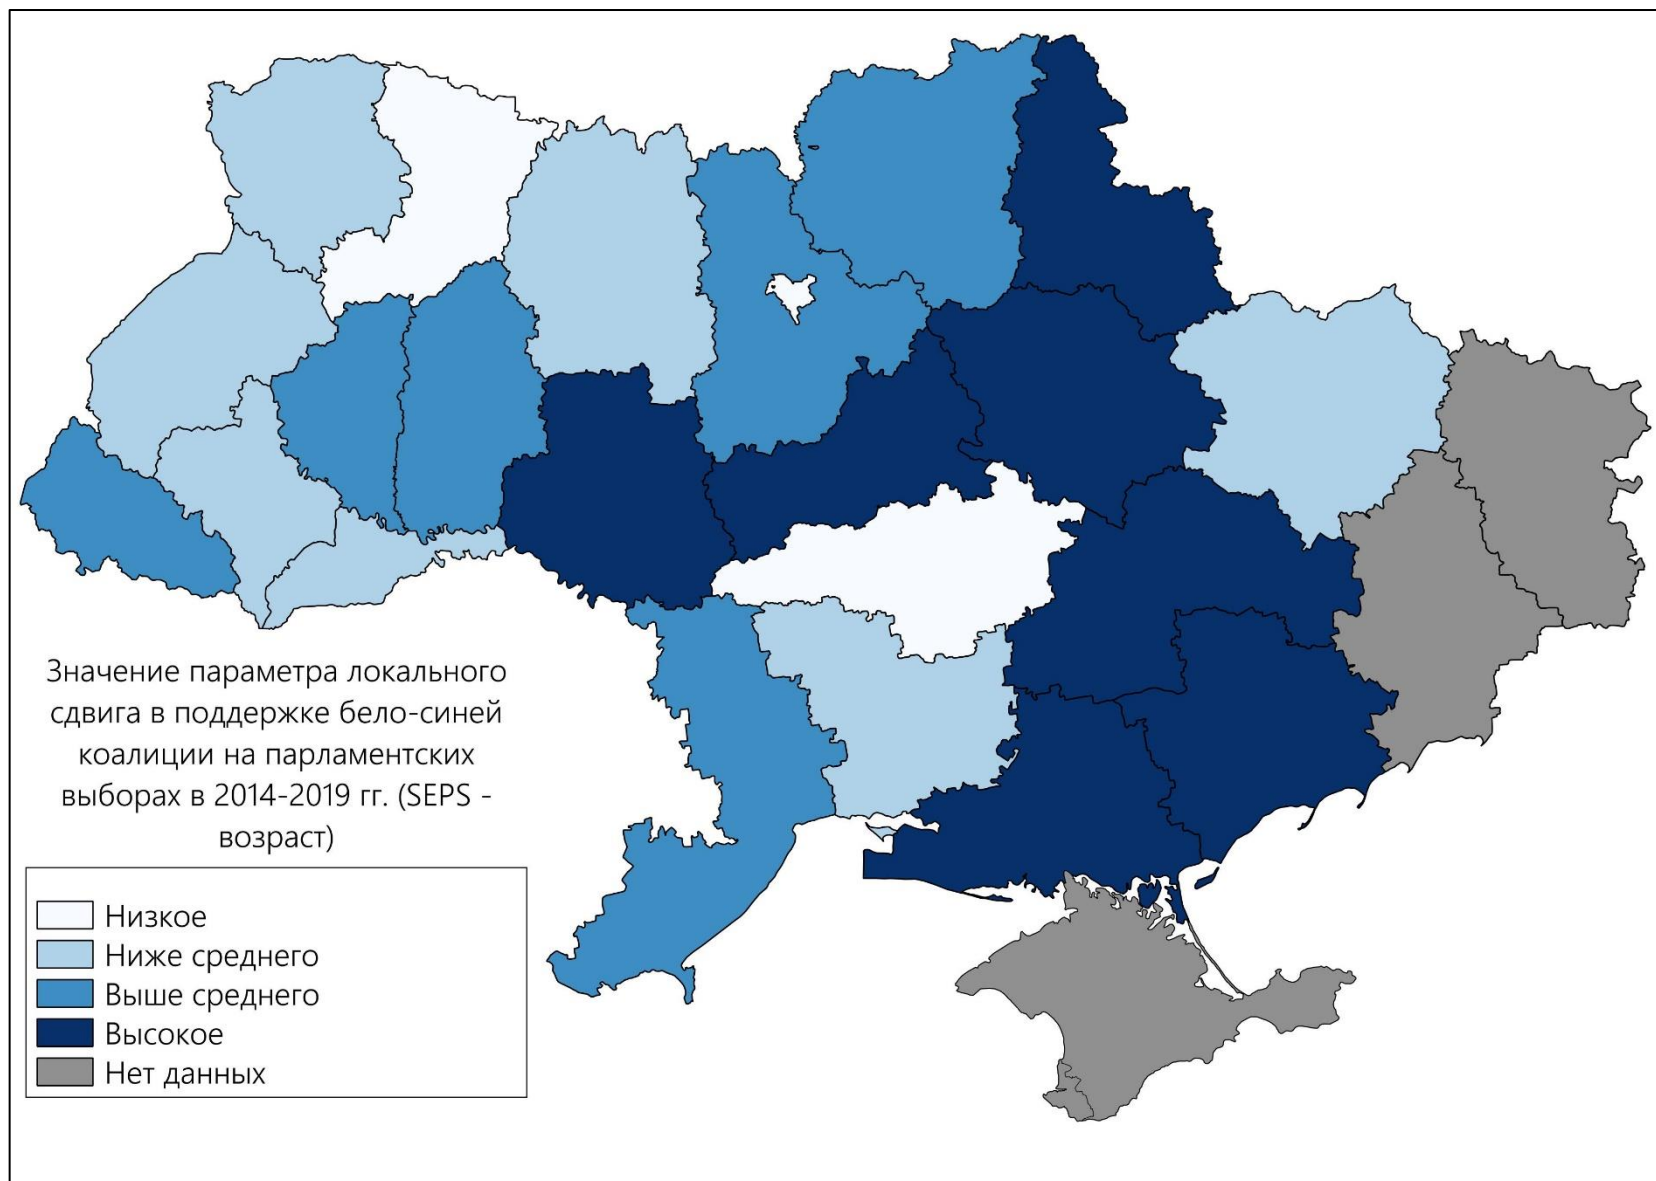 Значение параметра локального
сдвига в поддержке бело-синей
коалиции на парламентских
выборах в 2014-2019 гг. (SEPS -
возраст)
Низкое
Ниже среднего
Выше среднего
Высокое
Нет данных